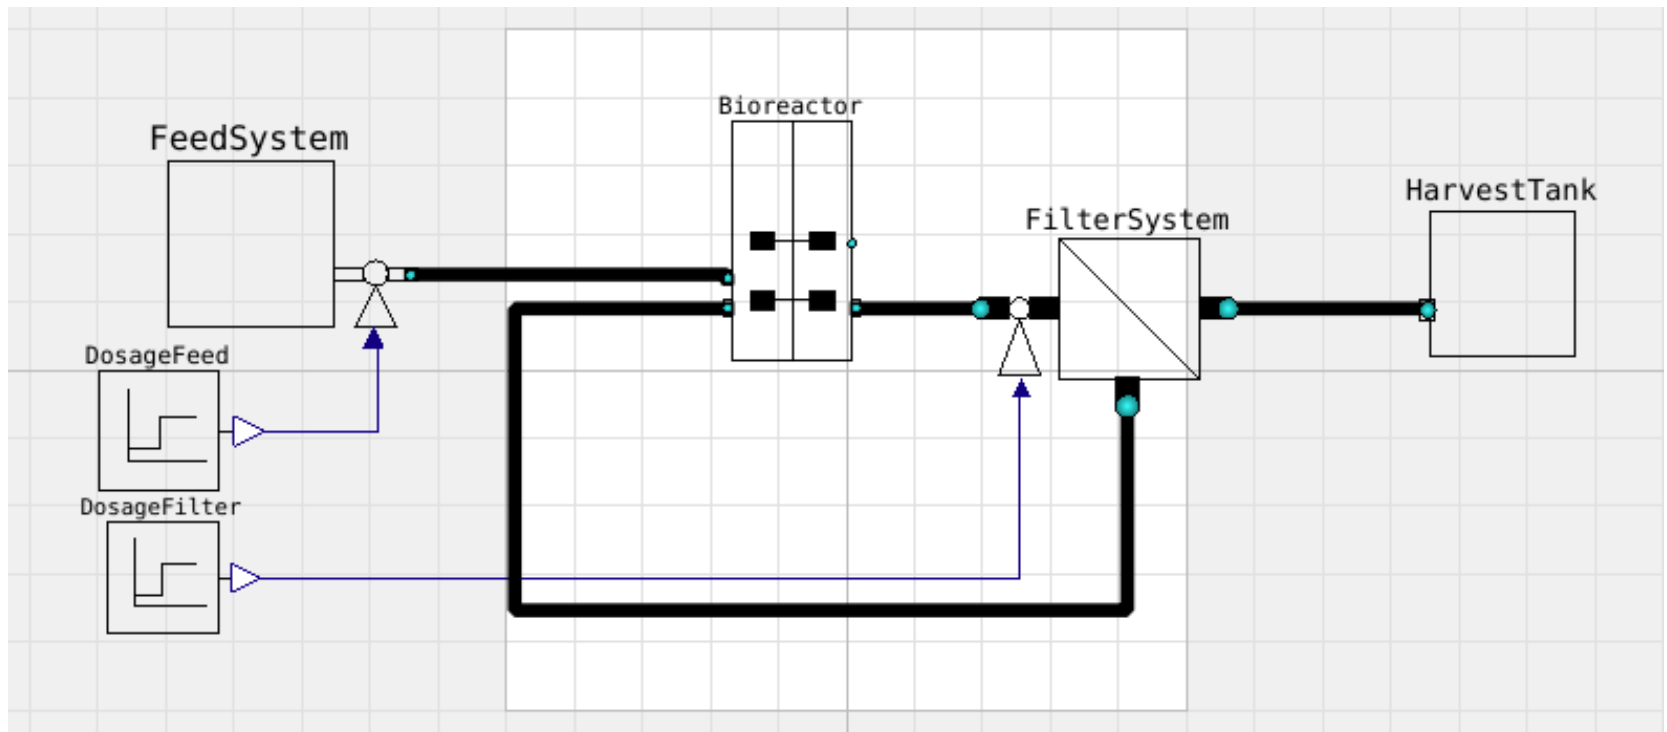 Bioreactor
FeedSystem
HarvestTank
FilterSystem
DosageFeed
DosageFilter